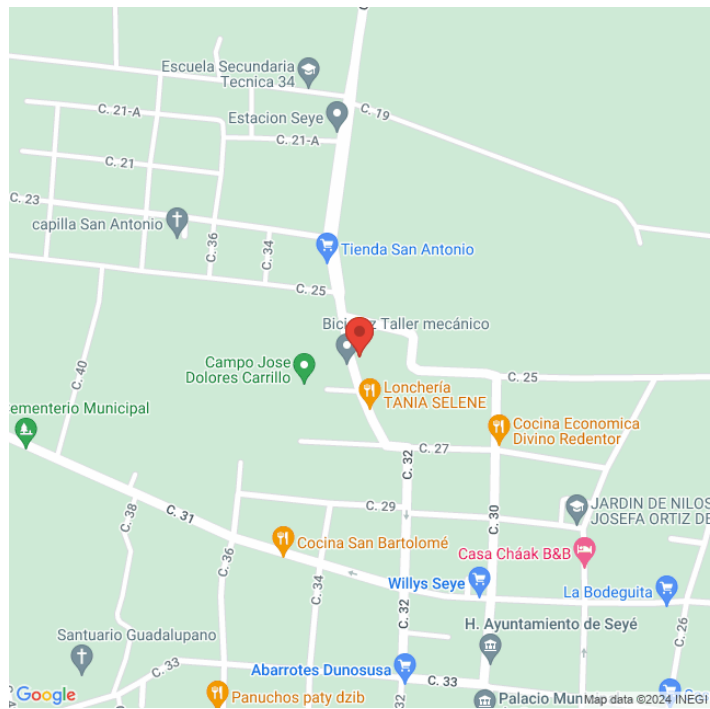 Escuela Secundaria
Tecnica 34
C. 19
C. 21-A
Estacion Seye
C. 21-A
C. 21
C. 23
capilla San Antonio
C. 36
C. 34
Tienda San Antonio
C. 25
Taller mecánico
C. 40
Campo Jose
Dolores Carrillo
Lonchería
TANIA SELENE
C. 25
ementerio Municipal
Cocina Economica
Divino Redentor
C. 27
C. 32
C. 30
C. 38
C. 31
C. 29
JARDIN DE NILOS
JOSEFA ORTIZ DE
Cocina San Bartolomé
C. 36
C. 34
Casa Cháak B&B
Willys Seye
La Bodeguita
C. 32
C. 26
H. Ayuntamiento de Seyé
Santuario Guadalupano
C. 33
Abarrotes Dunosusa
C. 33
32
Panuchos paty dzib
Palacio Mun
Google
Map data ©2024 INEGI